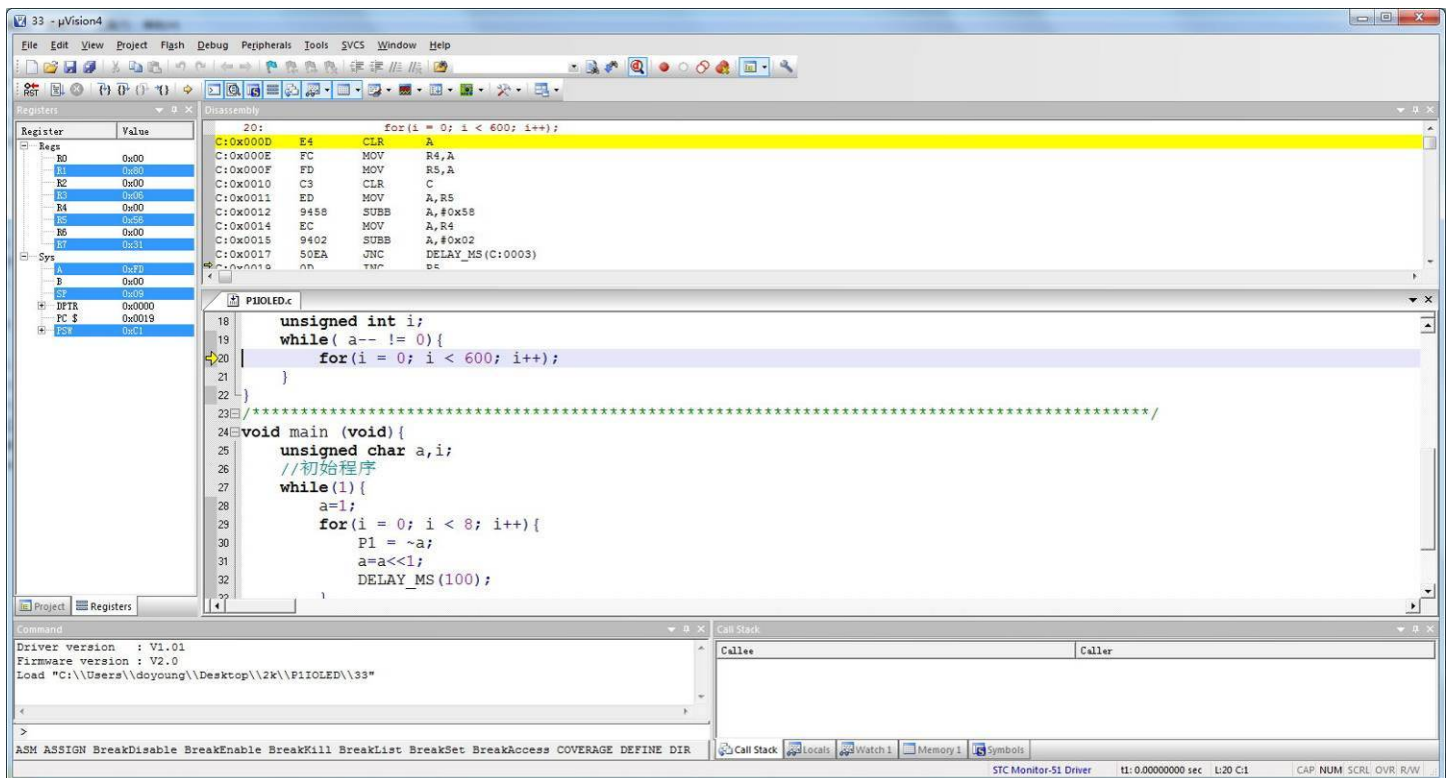 33 - µVision4
File Edit View Project Flash Debug Peripherals Tools SVCS Window Help
RST
Registers
Register Value
Regs
R0 0x00
R1 0x80
R2 0x00
R3 0x06
R4 0x00
R5 0x56
R6 0x00
R7 0x31
Sys
A 0xFD
B 0x00
SP 0x09
DPTR 0x0000
PC $ 0x0019
PSW 0xC1
Project Registers
Disassembly
20: for(i = 0; i < 600; i++);
C:0x000D E4 CLR A
C:0x000E FC MOV R4,A
C:0x000F FD MOV R5,A
C:0x0010 C3 CLR C
C:0x0011 ED MOV A,R5
C:0x0012 9458 SUBB A,#0x58
C:0x0014 EC MOV A,R4
C:0x0015 9402 SUBB A,#0x02
C:0x0017 50EA JNC DELAY_MS(C:0003)
C:0x0019 0D INC R5
P1IOLED.c
18 unsigned int i;
19 while( a-- != 0){
20 for(i = 0; i < 600; i++);
21 }
22 }
23 /*********************************************************************************************/
24 void main (void){
25 unsigned char a,i;
26 //初始程序
27 while(1){
28 a=1;
29 for(i = 0; i < 8; i++){
30 P1 = ~a;
31 a=a<<1;
32 DELAY_MS(100);
33 }
Command
Driver version : V1.01
Firmware version : V2.0
Load "C:\\Users\\doyoung\\Desktop\\2k\\P1IOLED\\33"
>
ASM ASSIGN BreakDisable BreakEnable BreakKill BreakList BreakSet BreakAccess COVERAGE DEFINE DIR
Call Stack
Callee Caller
Call Stack Locals Watch 1 Memory 1 Symbols
STC Monitor-51 Driver t1: 0.00000000 sec L:20 C:1 CAP NUM SCRL OVR R/W